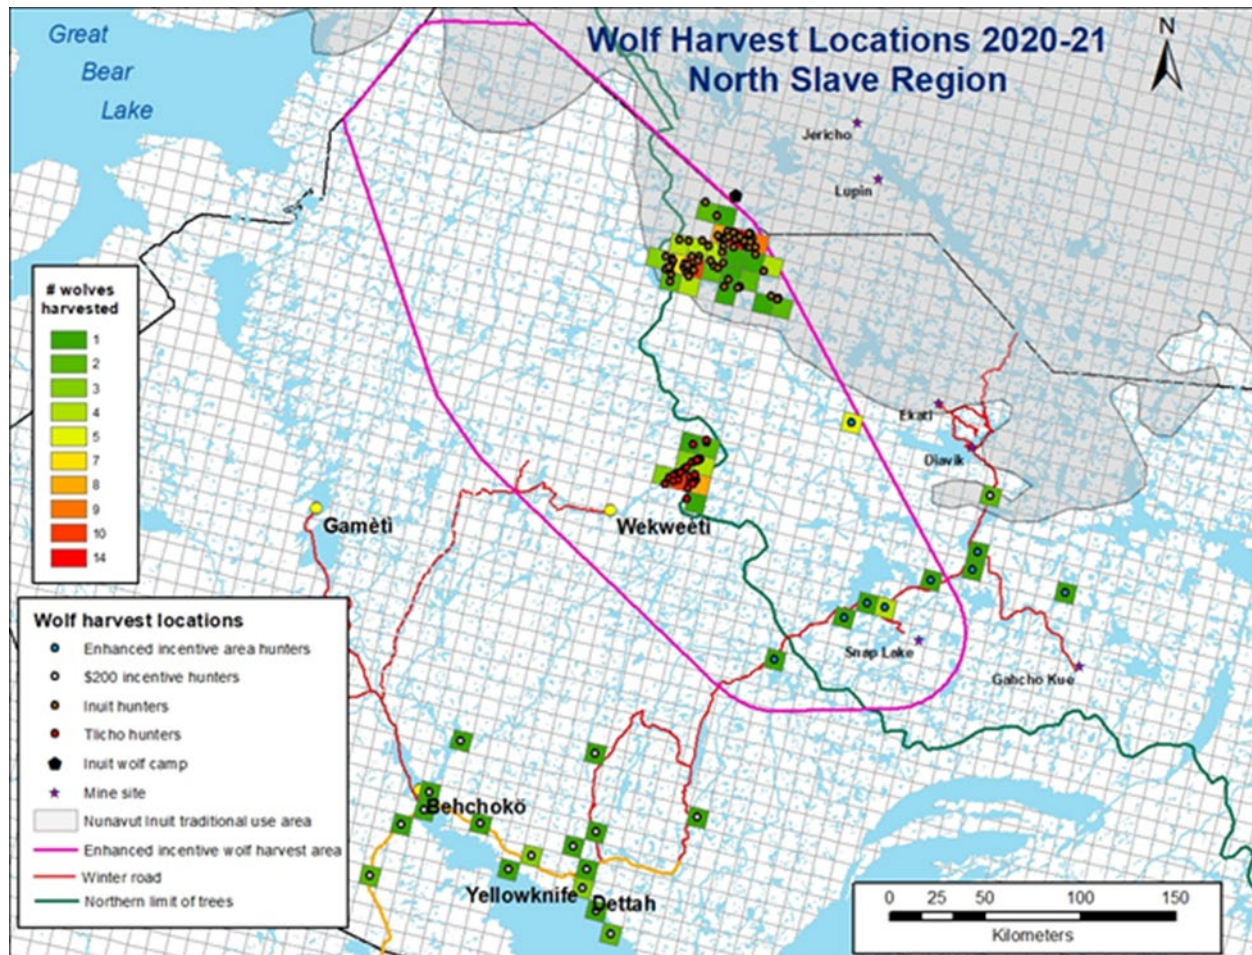 Great
Bear
Lake
Wolf Harvest Locations 2020-21
North Slave Region
N
Jericho
Lupin
# wolves
harvested
1
2
3
4
5
7
8
9
10
14
Ekati
Diavik
Gamètì
Wekweètì
Wolf harvest locations
Enhanced incentive area hunters
$200 incentive hunters
Inuit hunters
Tlicho hunters
Inuit wolf camp
Mine site
Nunavut Inuit traditional use area
Enhanced incentive wolf harvest area
Winter road
Northern limit of trees
Snap Lake
Gahcho Kue
Behchokö
Yellowknife
Dettah
0 25 50 100 150
Kilometers